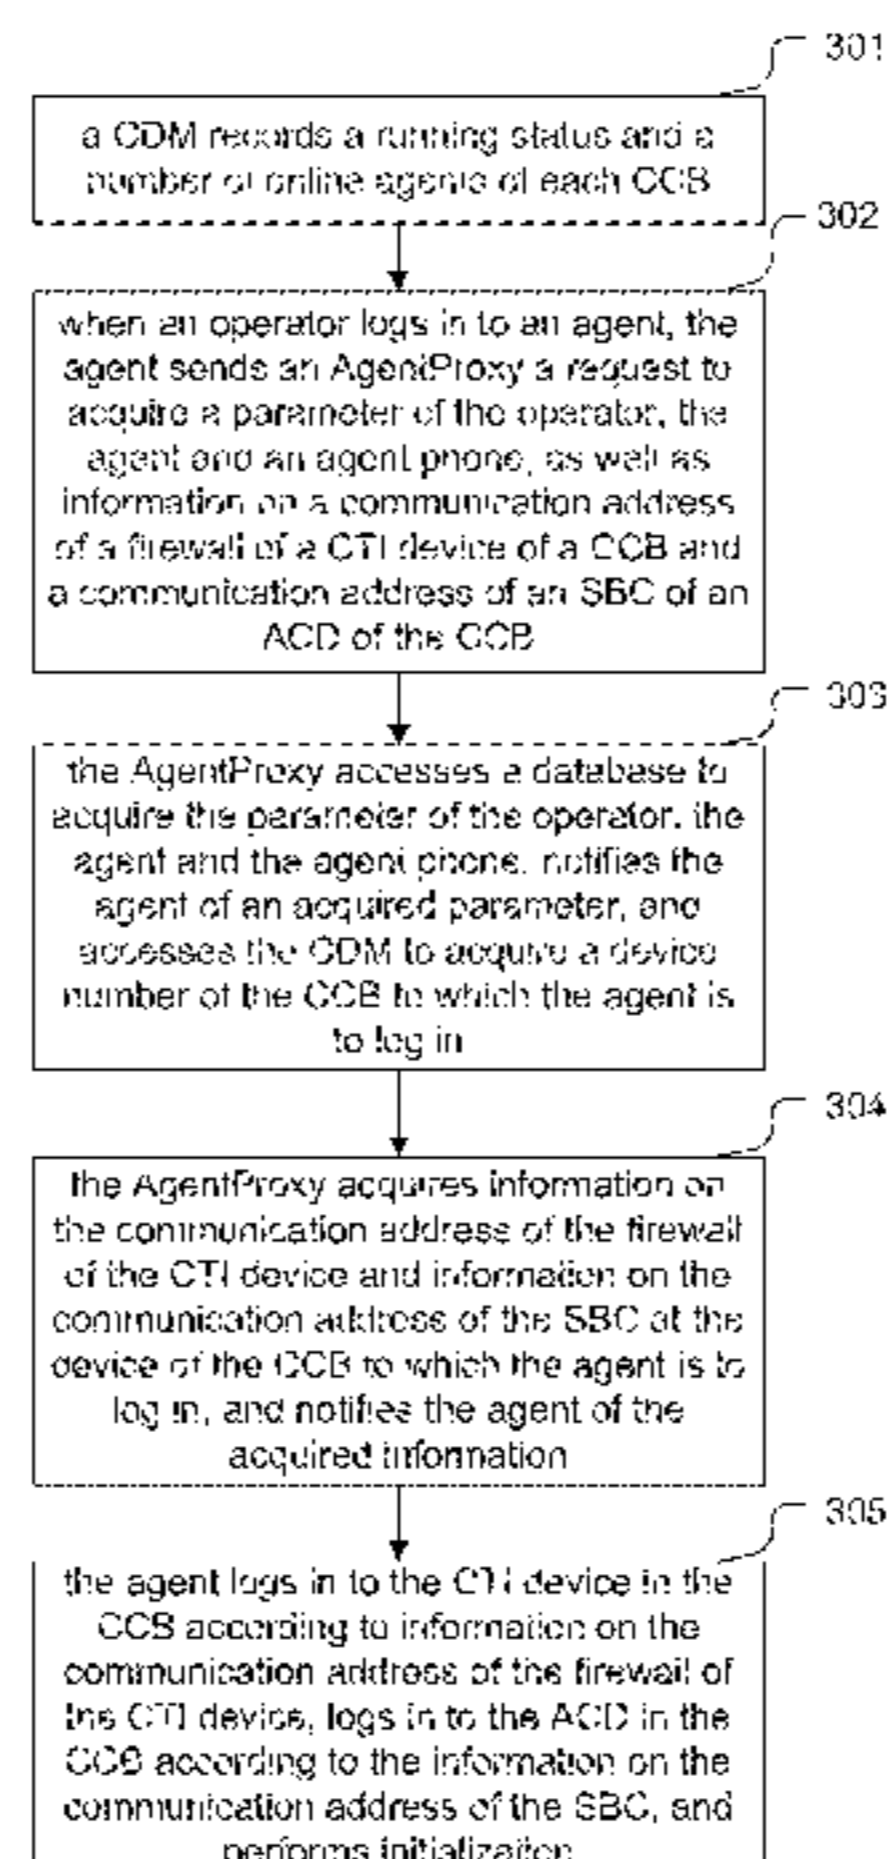 301
a CDM records a running status and a
number of online agents of each CCB
302
when an operator logs in to an agent, the
agent sends an AgentProxy a request to
acquire a parameter of the operator, the
agent and an agent phone, as well as
information on a communication address
of a firewall of a CTI device of a CCB and
a communication address of an SBC of an
ACD of the CCB
303
the AgentProxy accesses a database to
acquire the parameter of the operator, the
agent and the agent phone, notifies the
agent of an acquired parameter, and
accesses the CDM to acquire a device
number of the CCB to which the agent is
to log in
304
the AgentProxy acquires information on
the communication address of the firewall
of the CTI device and information on the
communication address of the SBC at the
device of the CCB to which the agent is to
log in, and notifies the agent of the
acquired information
305
the agent logs in to the CTI device in the
CCB according to information on the
communication address of the firewall of
the CTI device, logs in to the ACD in the
CCB according to the information on the
communication address of the SBC, and
performs initialization